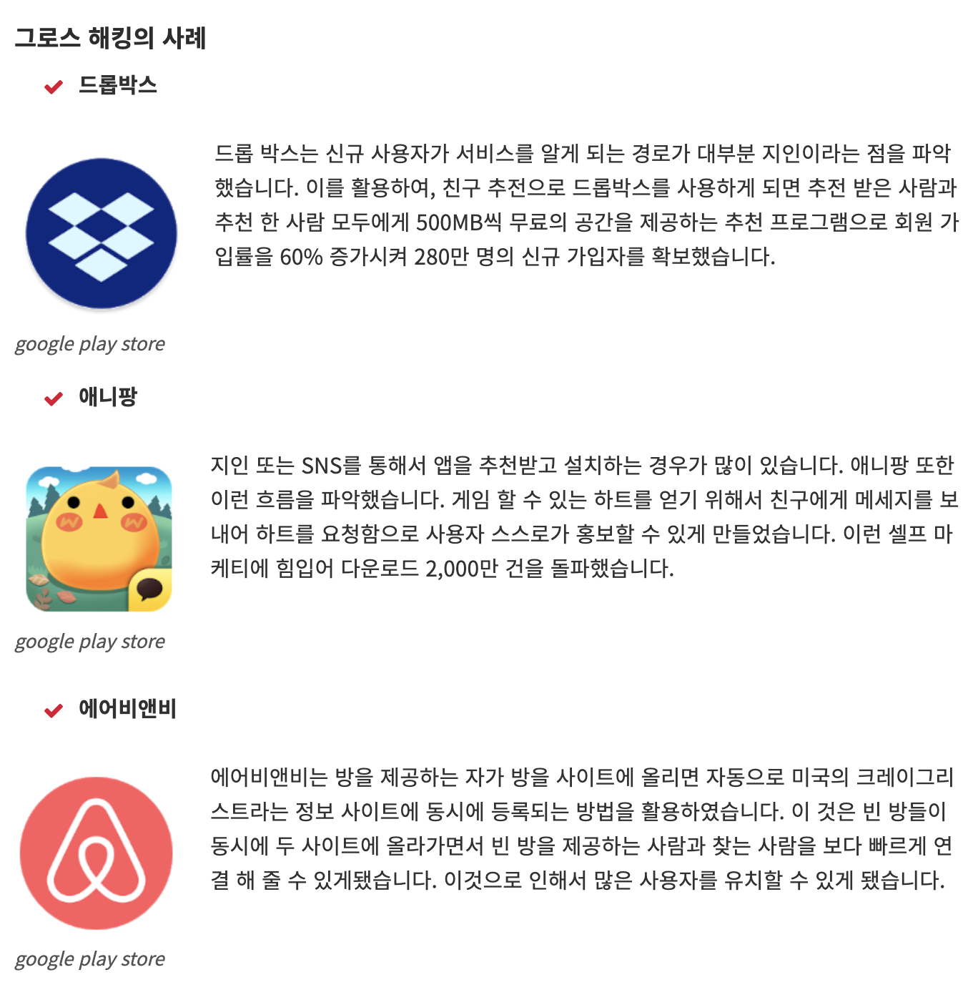 그로스 해킹의 사례
드롭박스
드롭 박스는 신규 사용자가 서비스를 알게 되는 경로가 대부분 지인이라는 점을 파악
했습니다. 이를 활용하여, 친구 추전으로 드롭박스를 사용하게 되면 추전 받은 사람과
추천 한 사람 모두에게 500MB씩 무료의 공간을 제공하는 추천 프로그램으로 회원 가
입률을 60% 증가시켜 280만 명의 신규 가입자를 확보했습니다.
google play store
애니팡
지인 또는 SNS를 통해서 앱을 추천받고 설치하는 경우가 많이 있습니다. 애니팡 또한
이런 흐름을 파악했습니다. 게임 할 수 있는 하트를 얻기 위해서 친구에게 메세지를 보
내어 하트를 요청함으로 사용자 스스로가 홍보할 수 있게 만들었습니다. 이런 셀프 마
케티에 힘입어 다운로드 2,000만 건을 돌파했습니다.
google play store
에어비앤비
에어비앤비는 방을 제공하는 자가 방을 사이트에 올리면 자동으로 미국의 크레이그리
스트라는 정보 사이트에 동시에 등록되는 방법을 활용하였습니다. 이 것은 빈 방들이
동시에 두 사이트에 올라가면서 빈 방을 제공하는 사람과 찾는 사람을 보다 빠르게 연
결 해 줄 수 있게됐습니다. 이것으로 인해서 많은 사용자를 유치할 수 있게 됐습니다.
google play store